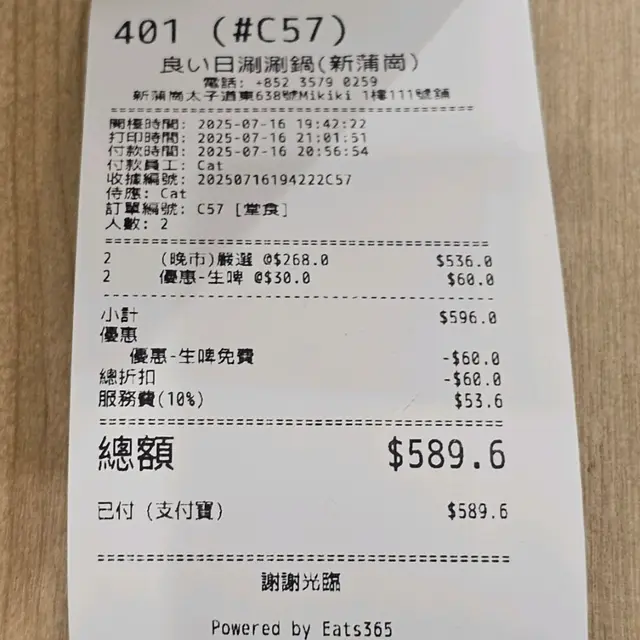 401 (#C57)
良い日涮涮鍋(新蒲崗)
電話: +852 3579 0259
新蒲崗太子道東638號Mikiki 1樓111號舖
開檯時間: 2025-07-16 19:42:22
打印時間: 2025-07-16 21:01:51
付款時間: 2025-07-16 20:56:54
付款員工: Cat
收據編號: 20250716194222C57
侍應: Cat
訂單編號: C57 [堂食]
人數: 2
2 (晚市)嚴選 @$268.0 $536.0
2 優惠-生啤 @$30.0 $60.0
小計 $596.0
優惠
優惠-生啤免費 -$60.0
總折扣 -$60.0
服務費(10%) $53.6
總額 $589.6
已付 (支付寶) $589.6
謝謝光臨
Powered by Eats365